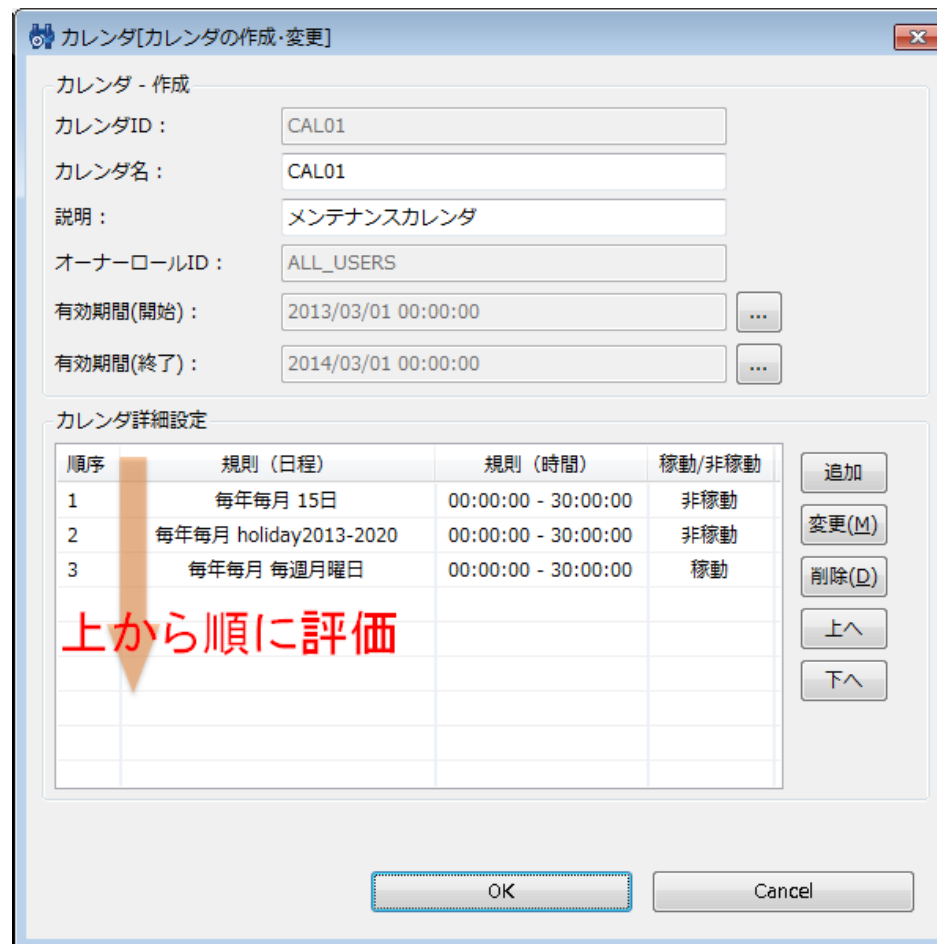 カレンダ[カレンダの作成・変更]
カレンダ - 作成
カレンダID： CAL01
カレンダ名： CAL01
説明： メンテナンスカレンダ
オーナーロールID： ALL_USERS
有効期間(開始)： 2013/03/01 00:00:00 ...
有効期間(終了)： 2014/03/01 00:00:00 ...
カレンダ詳細設定
順序 規則（日程） 規則（時間） 稼動/非稼動
1 毎年毎月 15日 00:00:00 - 30:00:00 非稼動
2 毎年毎月 holiday2013-2020 00:00:00 - 30:00:00 非稼動
3 毎年毎月 毎週月曜日 00:00:00 - 30:00:00 稼動
上から順に評価
追加
変更(M)
削除(D)
上へ
下へ
OK Cancel